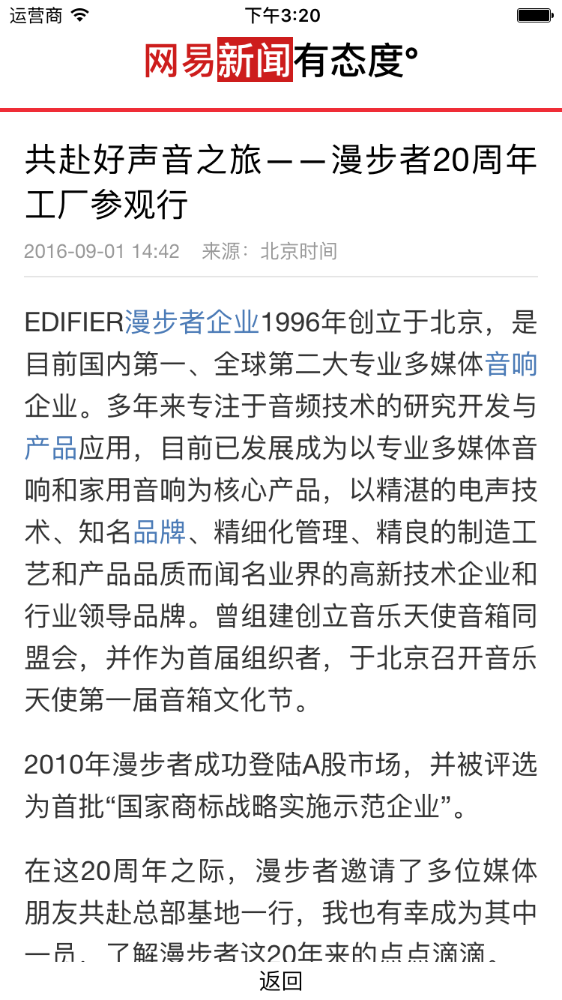 运营商 下午3:20
网易新闻有态度°
共赴好声音之旅——漫步者20周年
工厂参观行
2016-09-01 14:42 来源：北京时间
EDIFIER漫步者企业1996年创立于北京，是
目前国内第一、全球第二大专业多媒体音响
企业。多年来专注于音频技术的研究开发与
产品应用，目前已发展成为以专业多媒体音
响和家用音响为核心产品，以精湛的电声技
术、知名品牌、精细化管理、精良的制造工
艺和产品品质而闻名业界的高新技术企业和
行业领导品牌。曾组建创立音乐天使音箱同
盟会，并作为首届组织者，于北京召开音乐
天使第一届音箱文化节。
2010年漫步者成功登陆A股市场，并被评选
为首批“国家商标战略实施示范企业”。
在这20周年之际，漫步者邀请了多位媒体
朋友共赴总部基地一行，我也有幸成为其中
一员，了解漫步者这20年来的点点滴滴。
返回